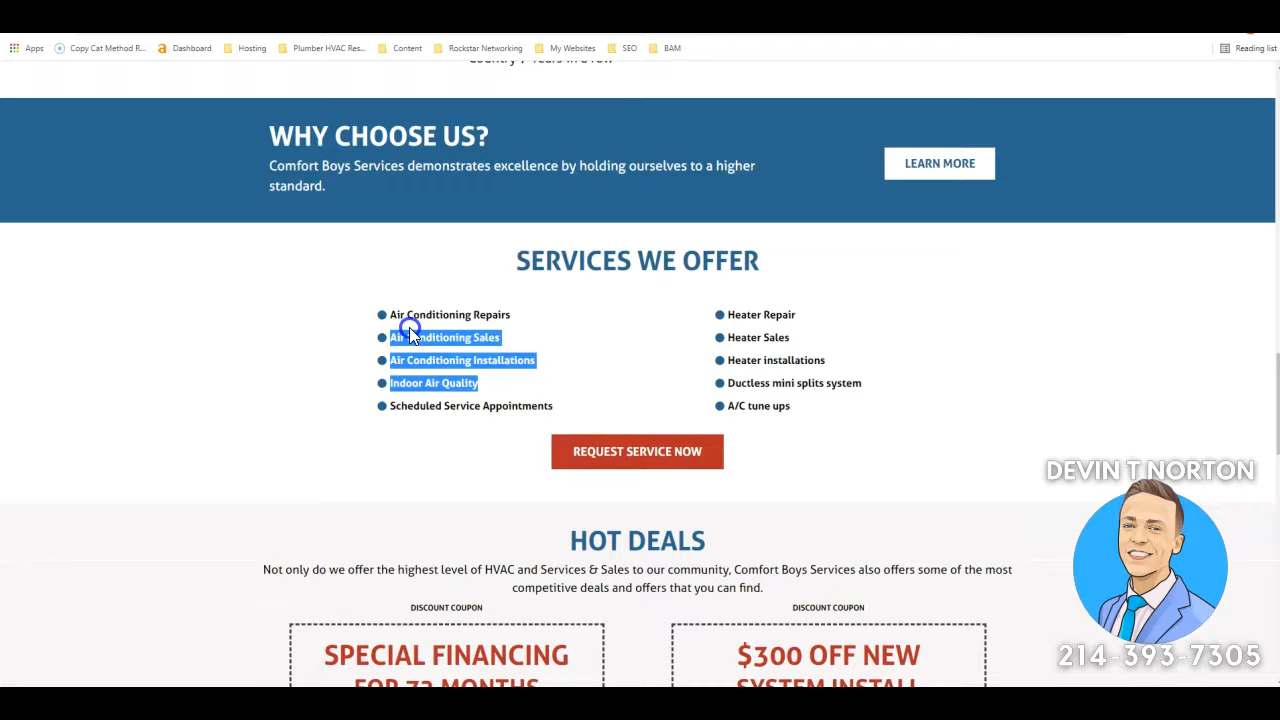 Apps Copy Cat Method R... Dashboard Hosting Plumber HVAC Res... Content Rockstar Networking My Websites SEO BAM Reading list
WHY CHOOSE US?
Comfort Boys Services demonstrates excellence by holding ourselves to a higher
standard.
LEARN MORE
SERVICES WE OFFER
Air Conditioning Repairs
Air Conditioning Sales
Air Conditioning Installations
Indoor Air Quality
Scheduled Service Appointments
Heater Repair
Heater Sales
Heater installations
Ductless mini splits system
A/C tune ups
REQUEST SERVICE NOW
HOT DEALS
Not only do we offer the highest level of HVAC and Services & Sales to our community, Comfort Boys Services also offers some of the most
competitive deals and offers that you can find.
DISCOUNT COUPON
SPECIAL FINANCING
FOR 72 MONTHS
DISCOUNT COUPON
$300 OFF NEW
SYSTEM INSTALL
DEVIN T NORTON
214-393-7305